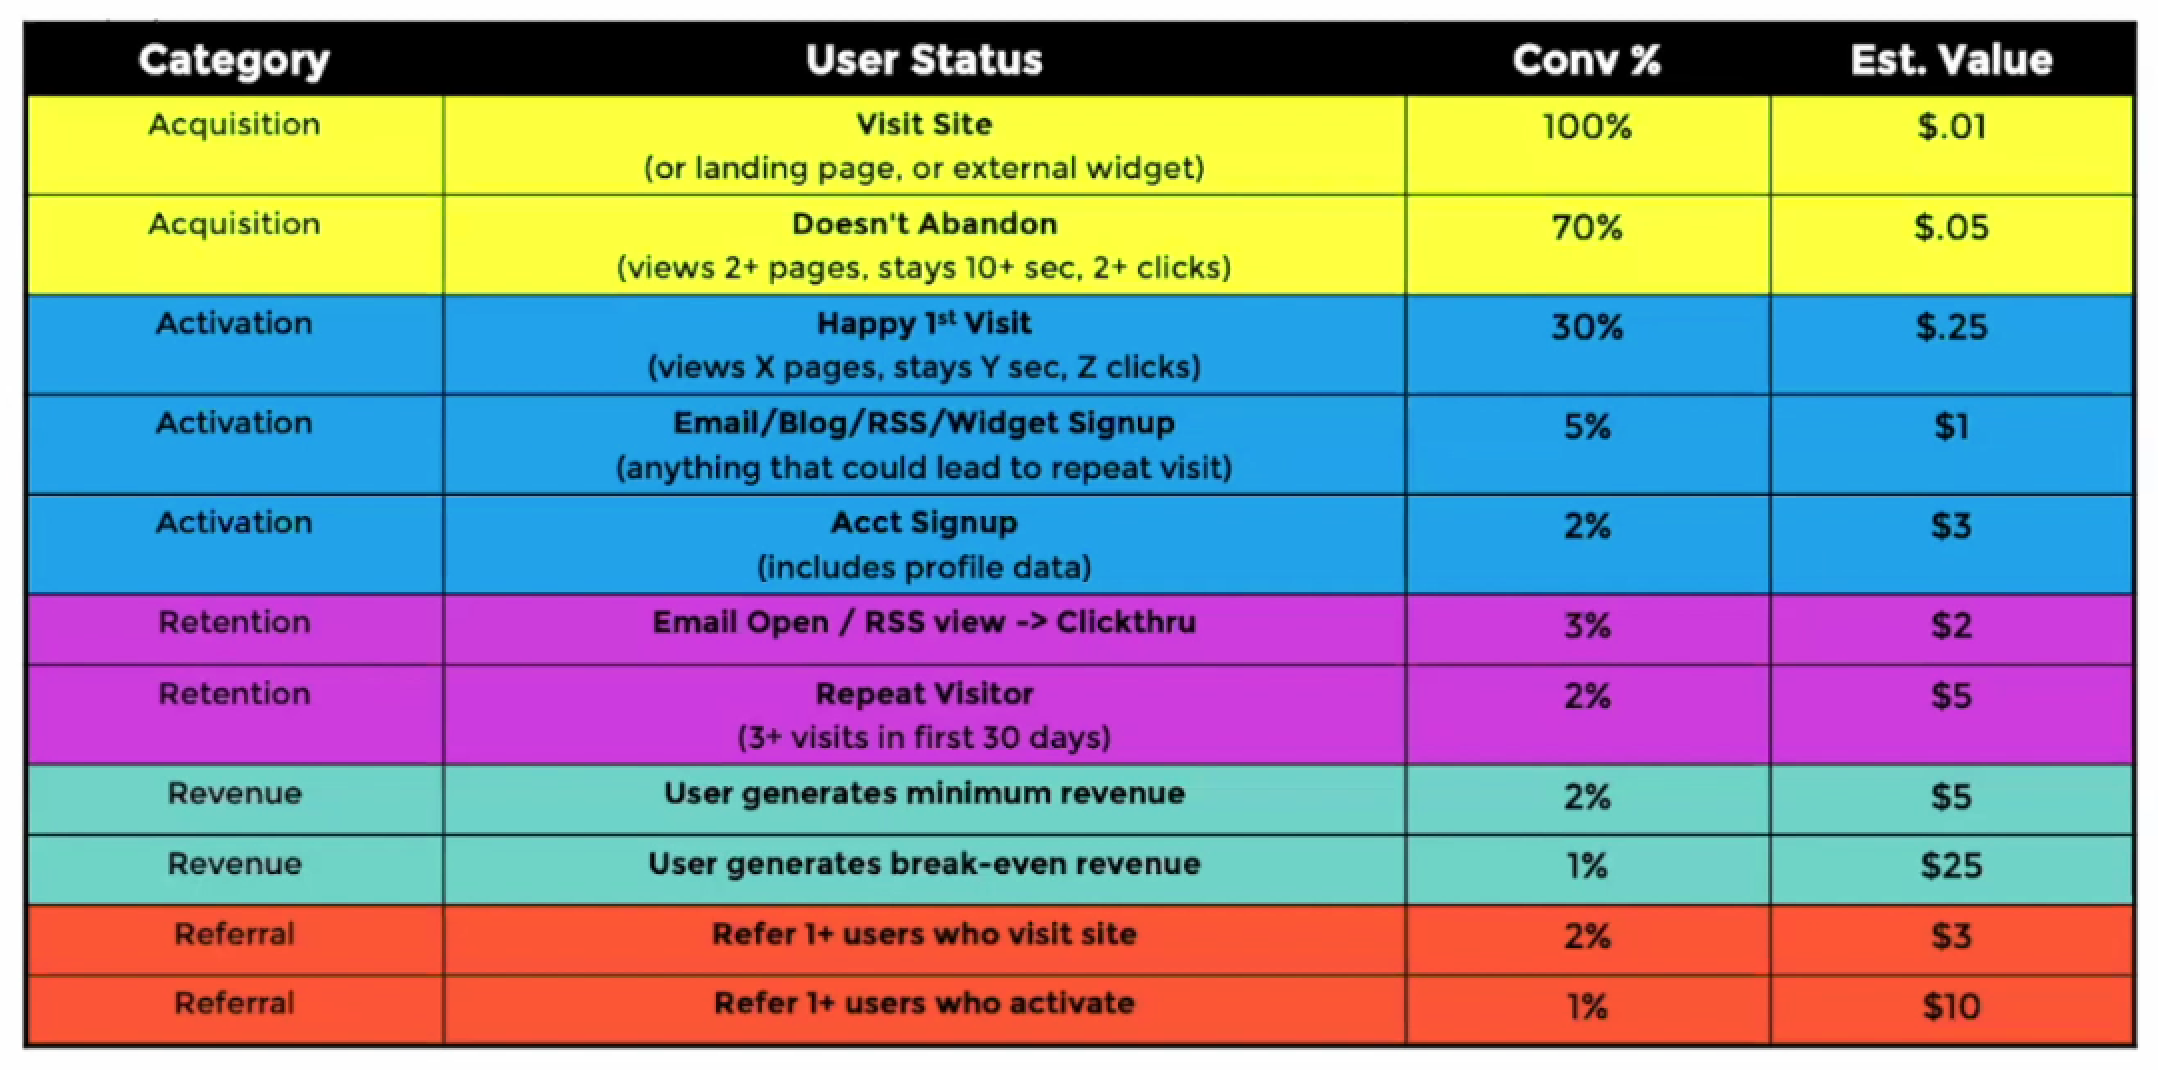 Category User Status Conv % Est. Value
Acquisition Visit Site 100% $.01
(or landing page, or external widget)
Acquisition Doesn't Abandon 70% $.05
(views 2+ pages, stays 10+ sec, 2+ clicks)
Activation Happy 1st Visit 30% $.25
(views X pages, stays Y sec, Z clicks)
Activation Email/Blog/RSS/Widget Signup 5% $1
(anything that could lead to repeat visit)
Activation Acct Signup 2% $3
(includes profile data)
Retention Email Open / RSS view -> Clickthru 3% $2
Retention Repeat Visitor 2% $5
(3+ visits in first 30 days)
Revenue User generates minimum revenue 2% $5
Revenue User generates break-even revenue 1% $25
Referral Refer 1+ users who visit site 2% $3
Referral Refer 1+ users who activate 1% $10